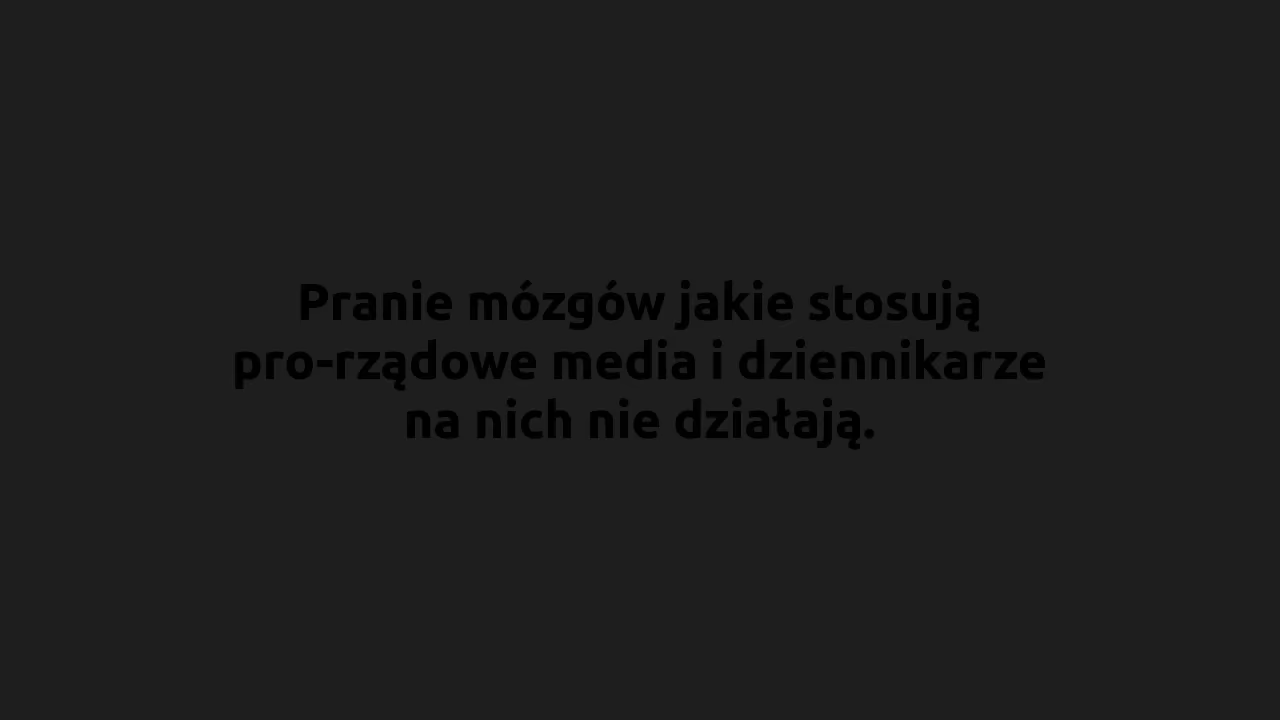 Pranie mózgów jakie stosują
pro-rządowe media i dziennikarze
na nich nie działają.